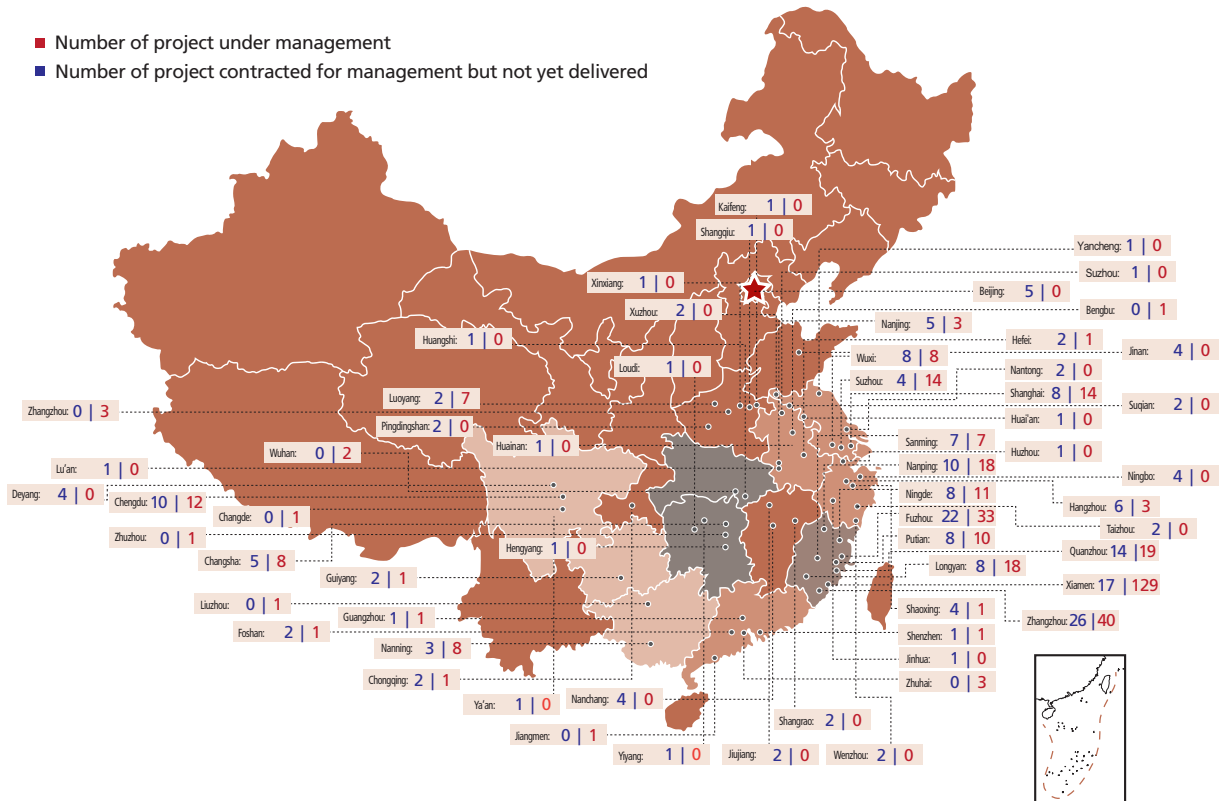 Number of project under management
Number of project contracted for management but not yet delivered
Kaifeng: 1 | 0
Shangqiu: 1 | 0
Yancheng: 1 | 0
Xinxiang: 1 | 0
Suzhou: 1 | 0
Beijing: 5 | 0
Xuzhou: 2 | 0
Bengbu: 0 | 1
Nanjing: 5 | 3
Huangshi: 1 | 0
Hefei: 2 | 1
Jinan: 4 | 0
Wuxi: 8 | 8
Loudi: 1 | 0
Nantong: 2 | 0
Suzhou: 4 | 14
Shanghai: 8 | 14
Luoyang: 2 | 7
Suqian: 2 | 0
Zhangzhou: 0 | 3
Huai'an: 1 | 0
Pingdingshan: 2 | 0
Sanming: 7 | 7
Huainan: 1 | 0
Huzhou: 1 | 0
Wuhan: 0 | 2
Nanping: 10 | 18
Lu'an: 1 | 0
Ningbo: 4 | 0
Deyang: 4 | 0
Ningde: 8 | 11
Chengdu: 10 | 12
Hangzhou: 6 | 3
Changde: 0 | 1
Fuzhou: 22 | 33
Taizhou: 2 | 0
Zhuzhou: 0 | 1
Putian: 8 | 10
Hengyang: 1 | 0
Quanzhou: 14 | 19
Changsha: 5 | 8
Longyan: 8 | 18
Guiyang: 2 | 1
Xiamen: 17 | 129
Liuzhou: 0 | 1
Shaoxing: 4 | 1
Guangzhou: 1 | 1
Zhangzhou: 26 | 40
Foshan: 2 | 1
Shenzhen: 1 | 1
Nanning: 3 | 8
Jinhua: 1 | 0
Chongqing: 2 | 1
Zhuhai: 0 | 3
Ya'an: 1 | 0
Nanchang: 4 | 0
Shangrao: 2 | 0
Jiangmen: 0 | 1
Yiyang: 1 | 0
Jiujiang: 2 | 0
Wenzhou: 2 | 0